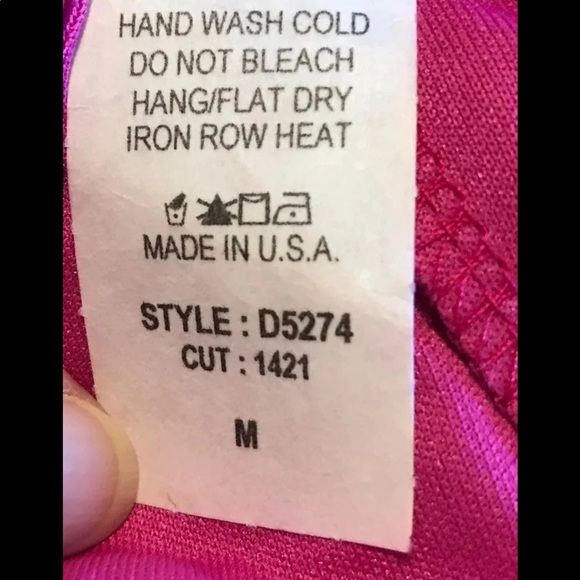 HAND WASH COLD
DO NOT BLEACH
HANG/FLAT DRY
IRON ROW HEAT
MADE IN U.S.A.
STYLE : D5274
CUT : 1421
M